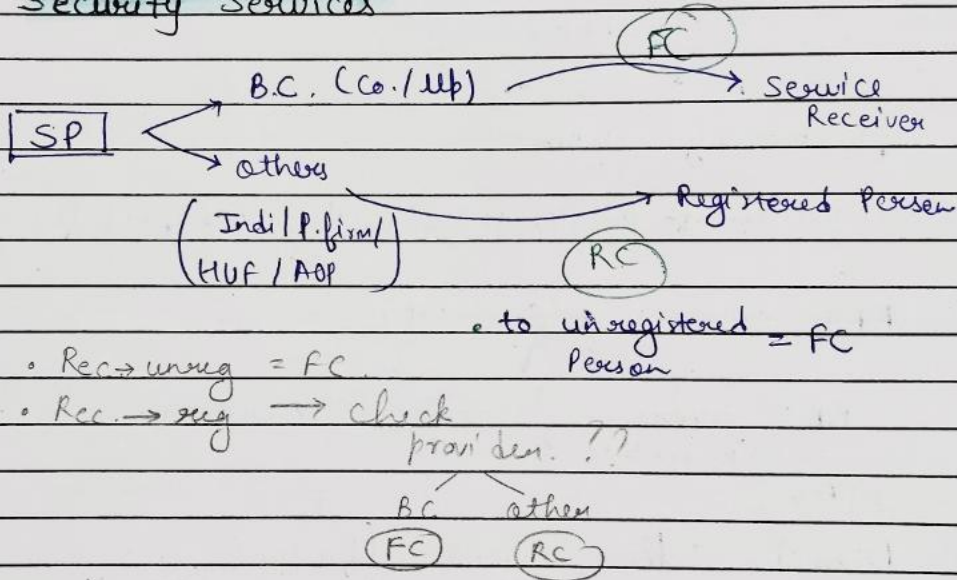 Security Services
FC
B.C. (Co./llp) → Service
Receiver
SP
→ others
(Indi/P.firm/
HUF/AOP)
→ Registered Person
RC
• to unregistered = FC
Person
• Rec → unreg = FC.
• Rec. → reg → check
provider. ??
BC other
FC RC